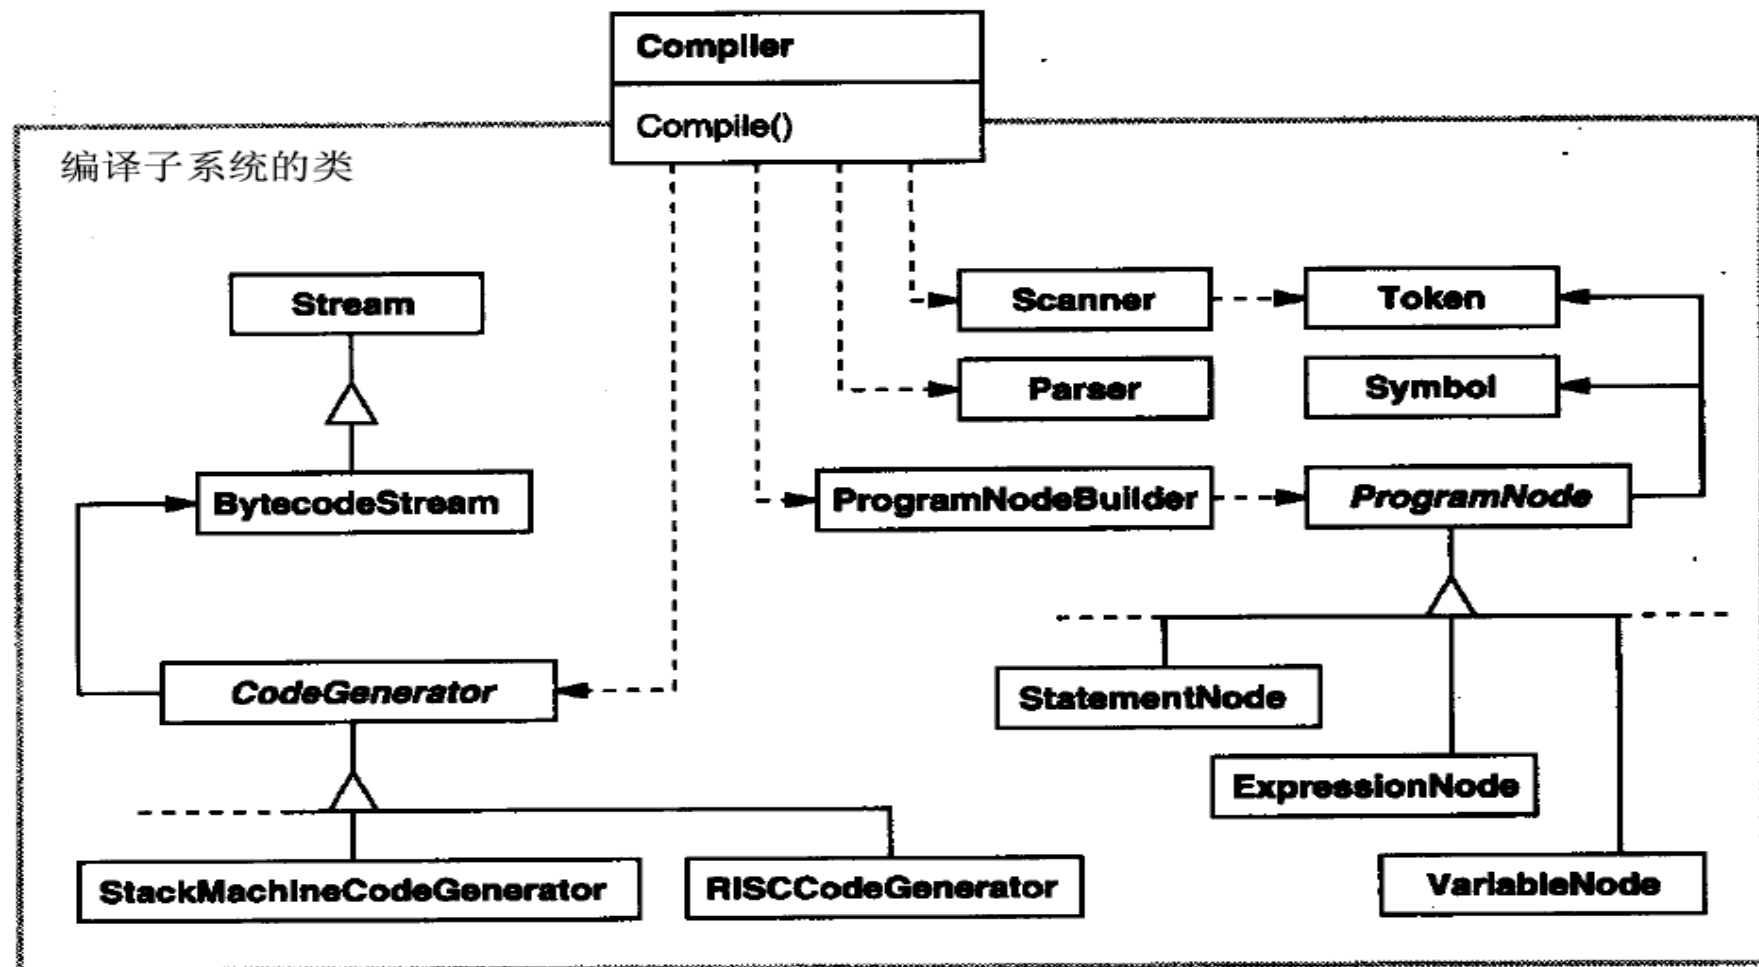 Compiler
Compile()
编译子系统的类
Stream
Scanner
Token
Parser
Symbol
BytecodeStream
ProgramNodeBuilder
ProgramNode
CodeGenerator
StatementNode
ExpressionNode
StackMachineCodeGenerator
RISCCodeGenerator
VariableNode